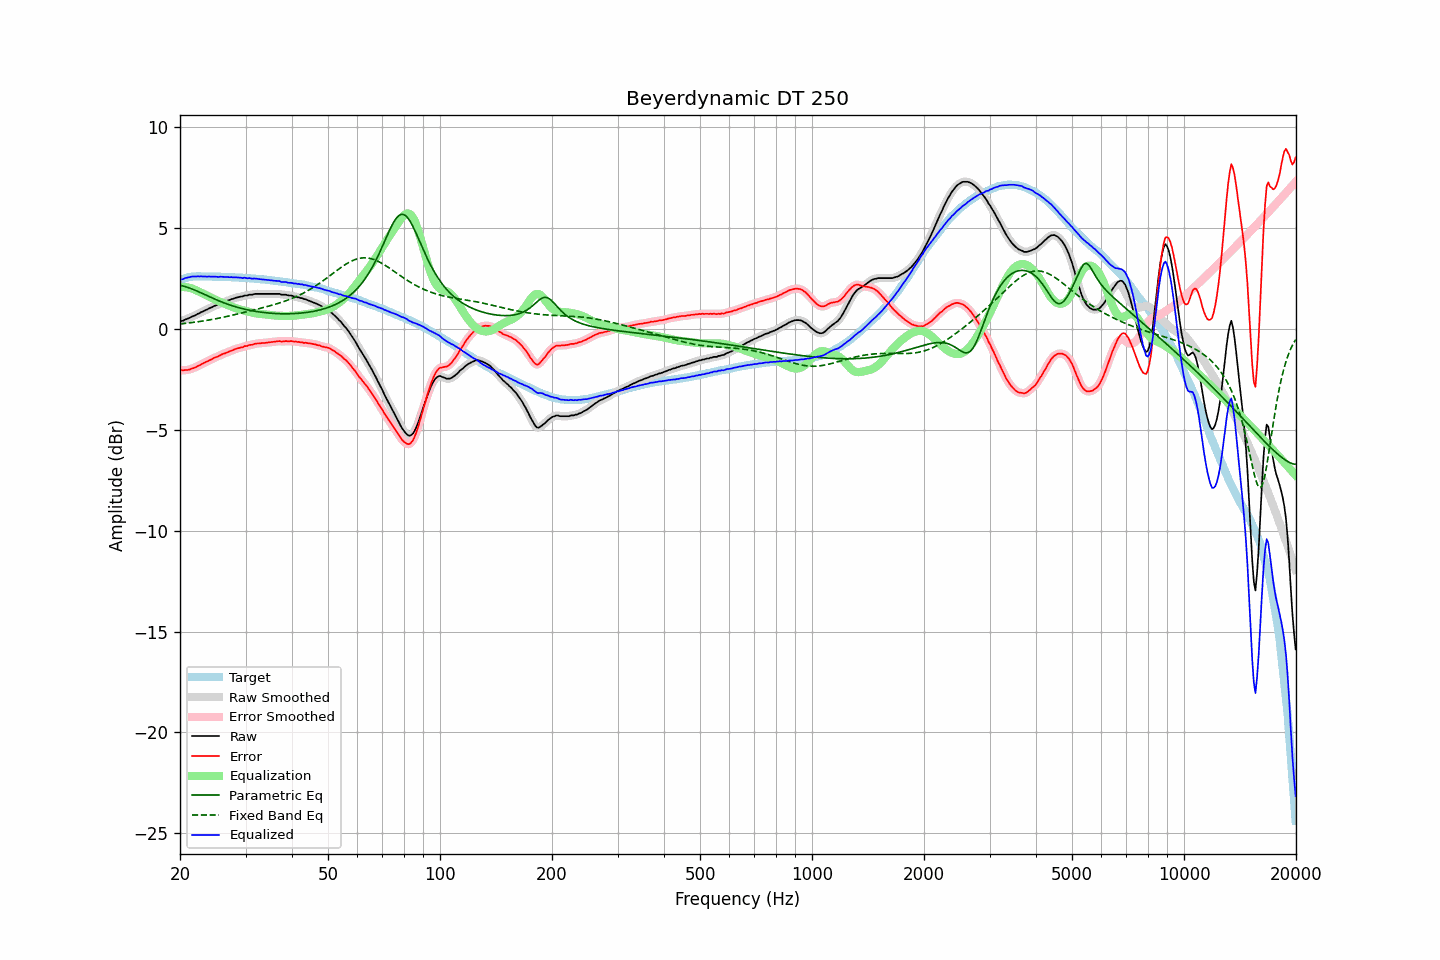 Beyerdynamic DT 250
10
5
0
−5
−10
−15
−20
−25
Amplitude (dBr)
Target
Raw Smoothed
Error Smoothed
Raw
Error
Equalization
Parametric Eq
Fixed Band Eq
Equalized
20 50 100 200 500 1000 2000 5000 10000 20000
Frequency (Hz)